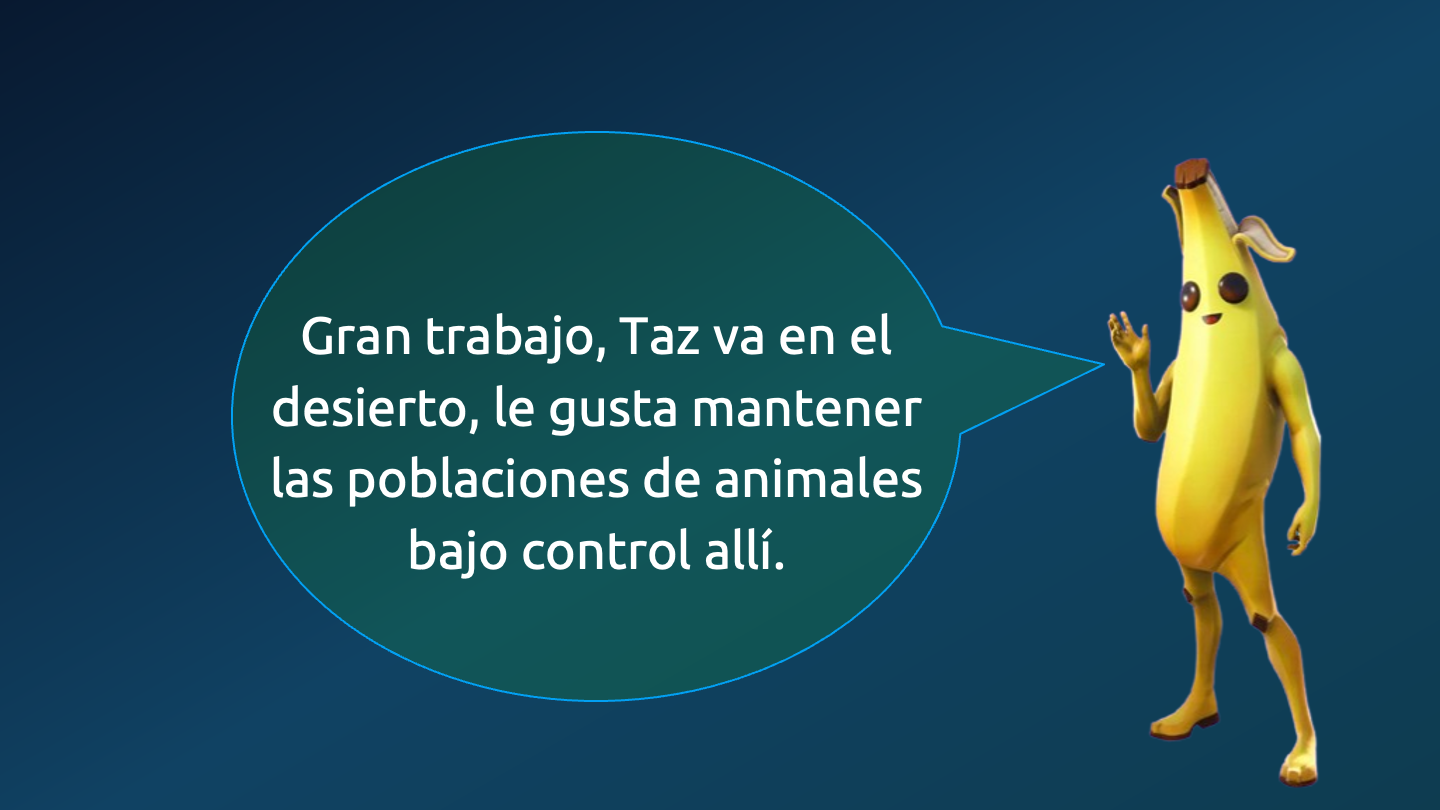 Gran trabajo, Taz va en el
desierto, le gusta mantener
las poblaciones de animales
bajo control allí.